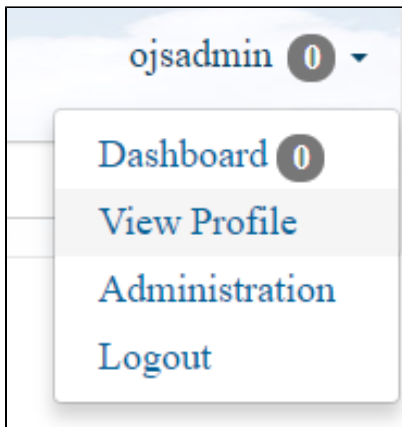 ojsadmin 0
Dashboard 0
View Profile
Administration
Logout